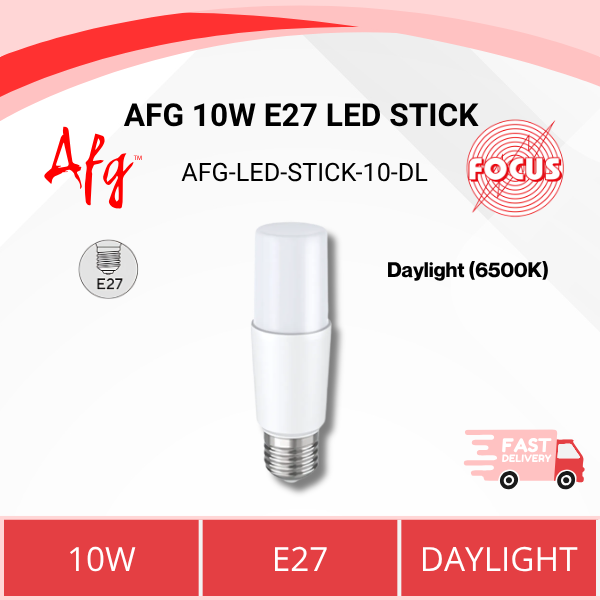 AFG 10W E27 LED STICK
Afg™
AFG-LED-STICK-10-DL
FOCUS
E27
Daylight (6500K)
FAST
DELIVERY
10W
E27
DAYLIGHT